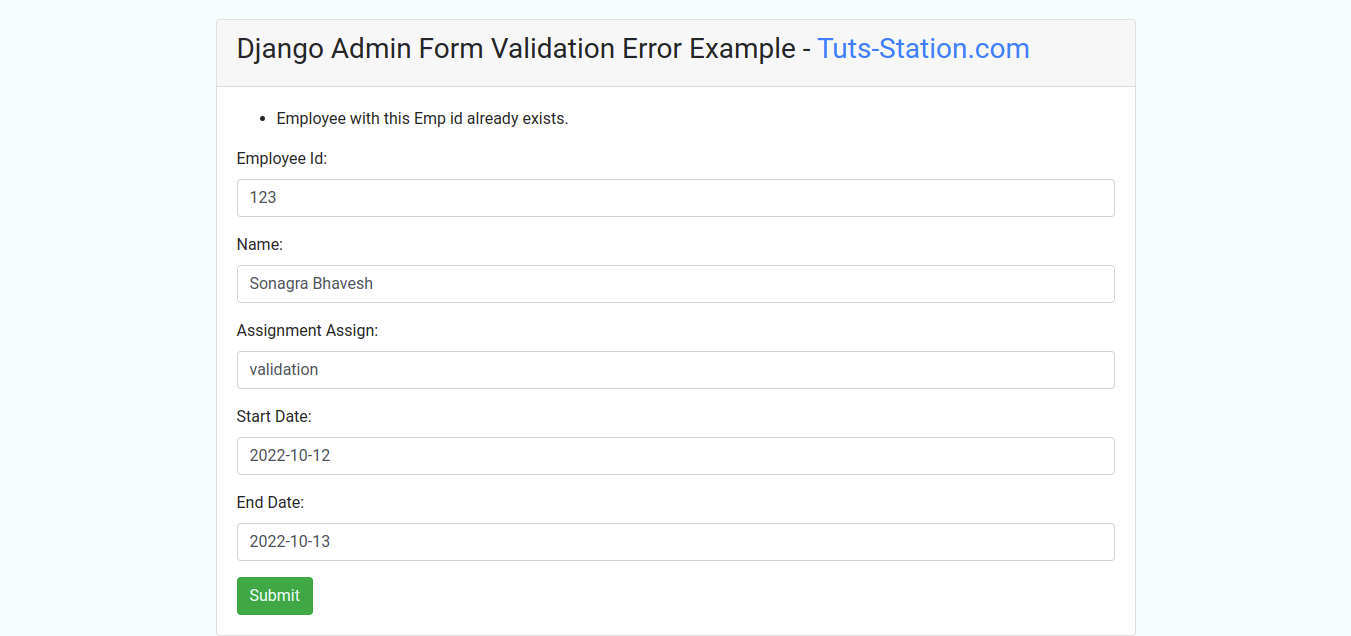 Django Admin Form Validation Error Example - Tuts-Station.com
Employee with this Emp id already exists.
Employee Id:
123
Name:
Sonagra Bhavesh
Assignment Assign:
validation
Start Date:
2022-10-12
End Date:
2022-10-13
Submit